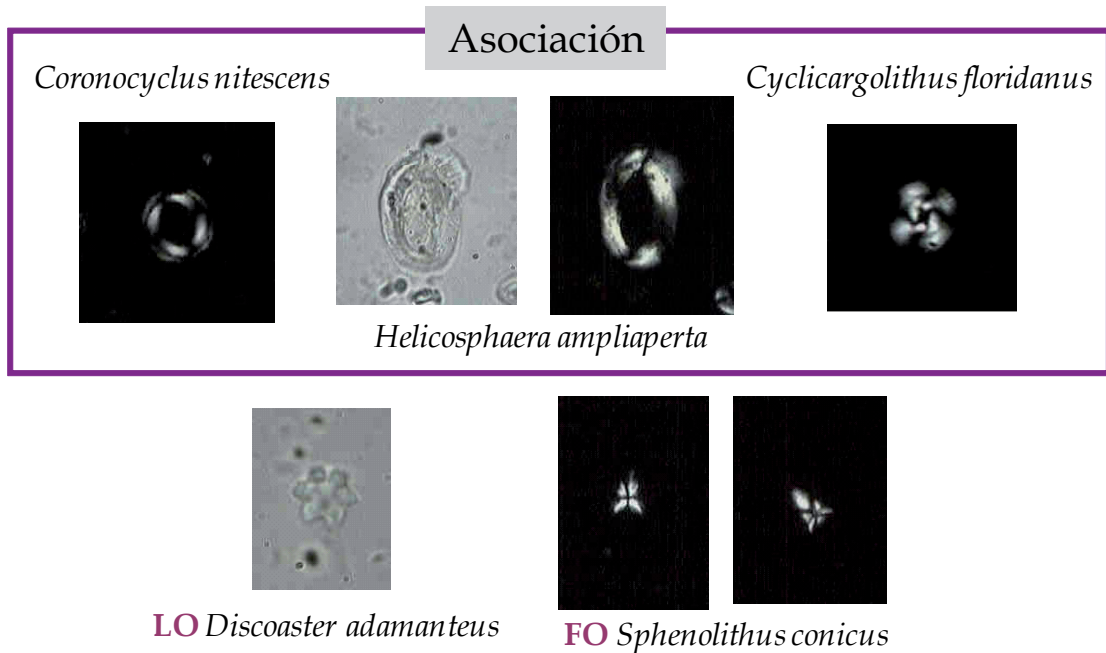 Asociación
Coronocyclus nitescens
Cyclicargolithus floridanus
Helicosphaera ampliaperta
LO Discoaster adamanteus
FO Sphenolithus conicus